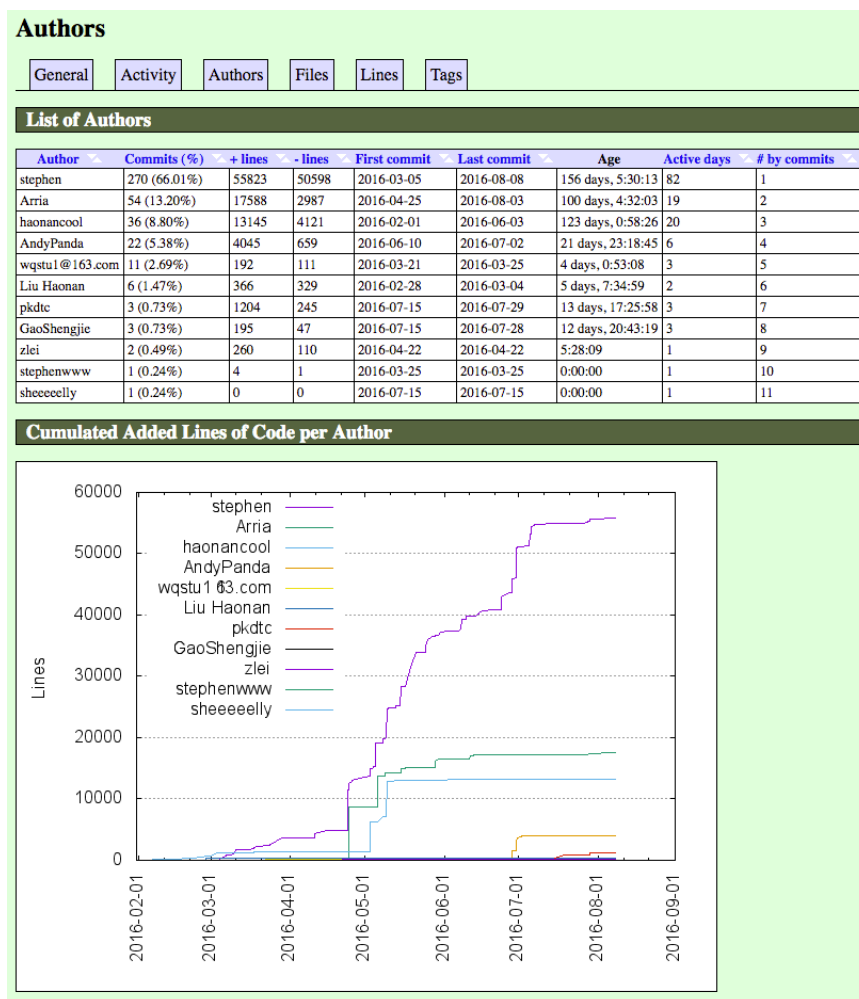 Authors
General Activity Authors Files Lines Tags
List of Authors
Author Commits (%) + lines - lines First commit Last commit Age Active days # by commits
stephen 270 (66.01%) 55823 50598 2016-03-05 2016-08-08 156 days, 5:30:13 82 1
Arria 54 (13.20%) 17588 2987 2016-04-25 2016-08-03 100 days, 4:32:03 19 2
haonancool 36 (8.80%) 13145 4121 2016-02-01 2016-06-03 123 days, 0:58:26 20 3
AndyPanda 22 (5.38%) 4045 659 2016-06-10 2016-07-02 21 days, 23:18:45 6 4
wqstu1@163.com 11 (2.69%) 192 111 2016-03-21 2016-03-25 4 days, 0:53:08 3 5
Liu Haonan 6 (1.47%) 366 329 2016-02-28 2016-03-04 5 days, 7:34:59 2 6
pkdtc 3 (0.73%) 1204 245 2016-07-15 2016-07-29 13 days, 17:25:58 3 7
GaoShengjie 3 (0.73%) 195 47 2016-07-15 2016-07-28 12 days, 20:43:19 3 8
zlei 2 (0.49%) 260 110 2016-04-22 2016-04-22 5:28:09 1 9
stephenwww 1 (0.24%) 4 1 2016-03-25 2016-03-25 0:00:00 1 10
sheeeeelly 1 (0.24%) 0 0 2016-07-15 2016-07-15 0:00:00 1 11
Cumulated Added Lines of Code per Author
60000
50000
40000
30000
20000
10000
0
Lines
stephen
Arria
haonancool
AndyPanda
wqstu1 63.com
Liu Haonan
pkdtc
GaoShengjie
zlei
stephenwww
sheeeeelly
2016-02-01
2016-03-01
2016-04-01
2016-05-01
2016-06-01
2016-07-01
2016-08-01
2016-09-01